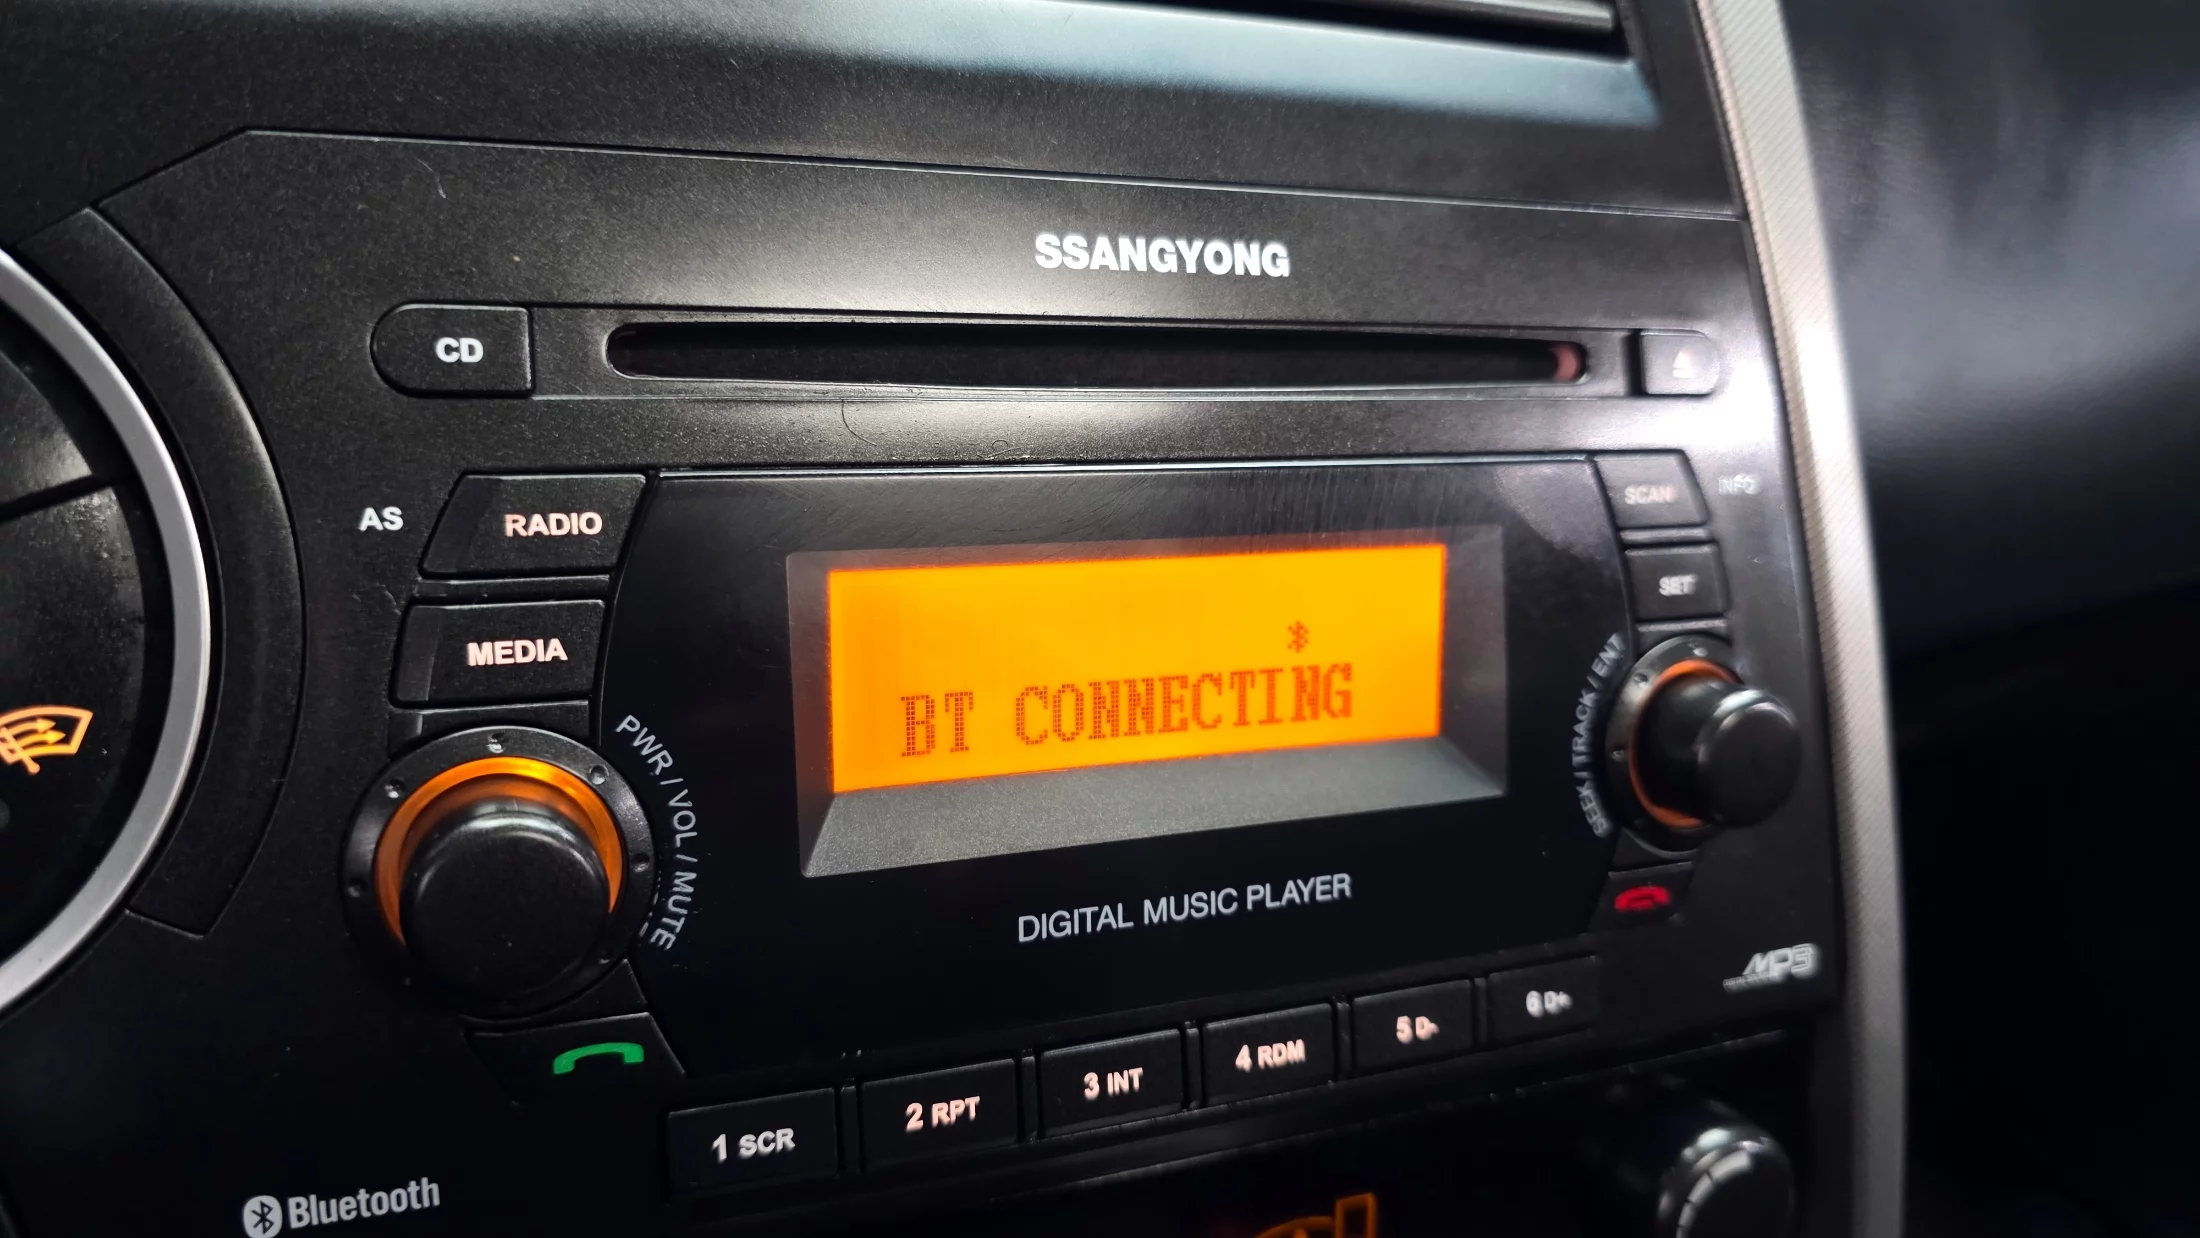 SSANGYONG
CD
AS
RADIO
SCAN
INFO
MEDIA
SET
BT CONNECTING
PWR / VOL / MUTE
SEEK / TRACK / ENT
DIGITAL MUSIC PLAYER
MP3
1 SCR
2 RPT
3 INT
4 RDM
5 D-
6 D+
Bluetooth